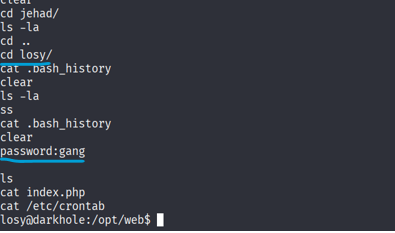 clear
cd jehad/
ls -la
cd ..
cd losy/
cat .bash_history
clear
ls -la
ss
cat .bash_history
clear
password:gang
ls
cat index.php
cat /etc/crontab
losy@darkhole:/opt/web$